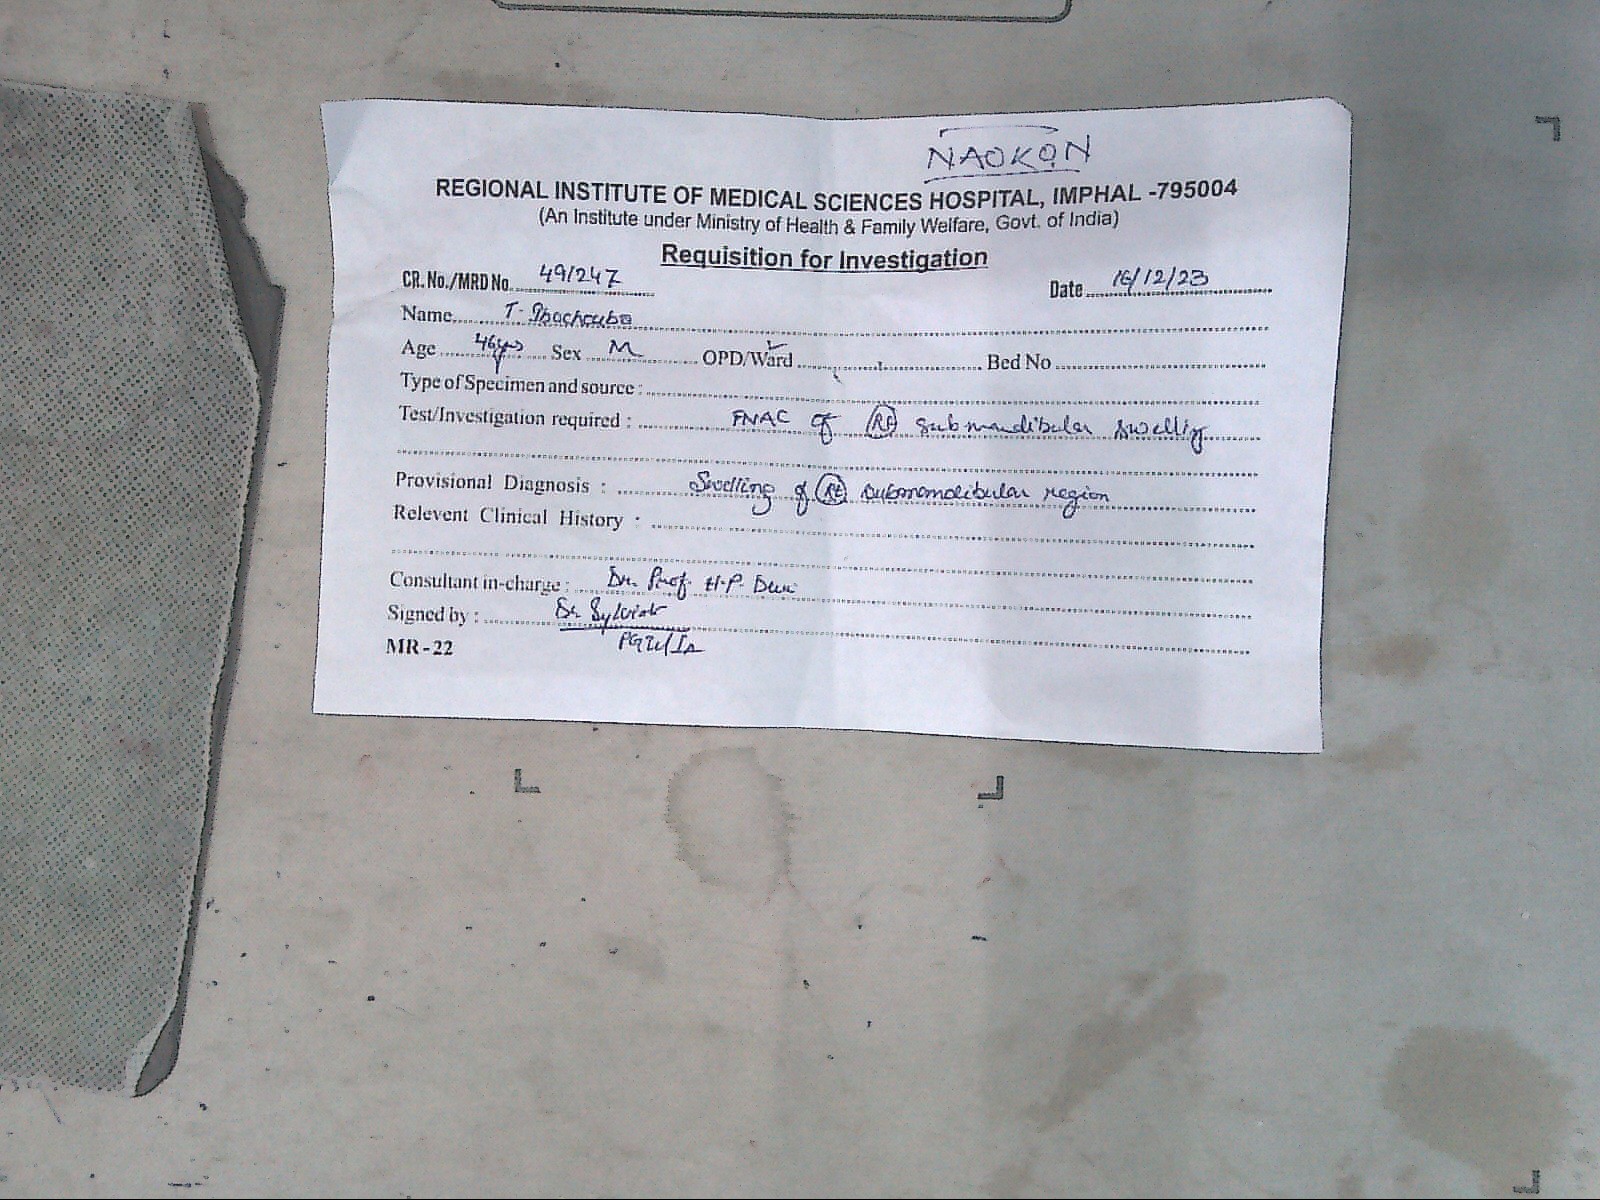 NAOKON
REGIONAL INSTITUTE OF MEDICAL SCIENCES HOSPITAL, IMPHAL -795004
(An Institute under Ministry of Health & Family Welfare, Govt. of India)
Requisition for Investigation
CR. No./MRD No. 491247 Date 16/12/23
Name T.
Age 46yrs Sex M OPD/Ward Bed No
Type of Specimen and source :
Test/Investigation required : FNAC of Rt submandibular swelling
Provisional Diagnosis : Swelling of Rt submandibular region
Relevent Clinical History :
Consultant in-charge : Dr. Prof. H.P.
Signed by : Dr
MR - 22